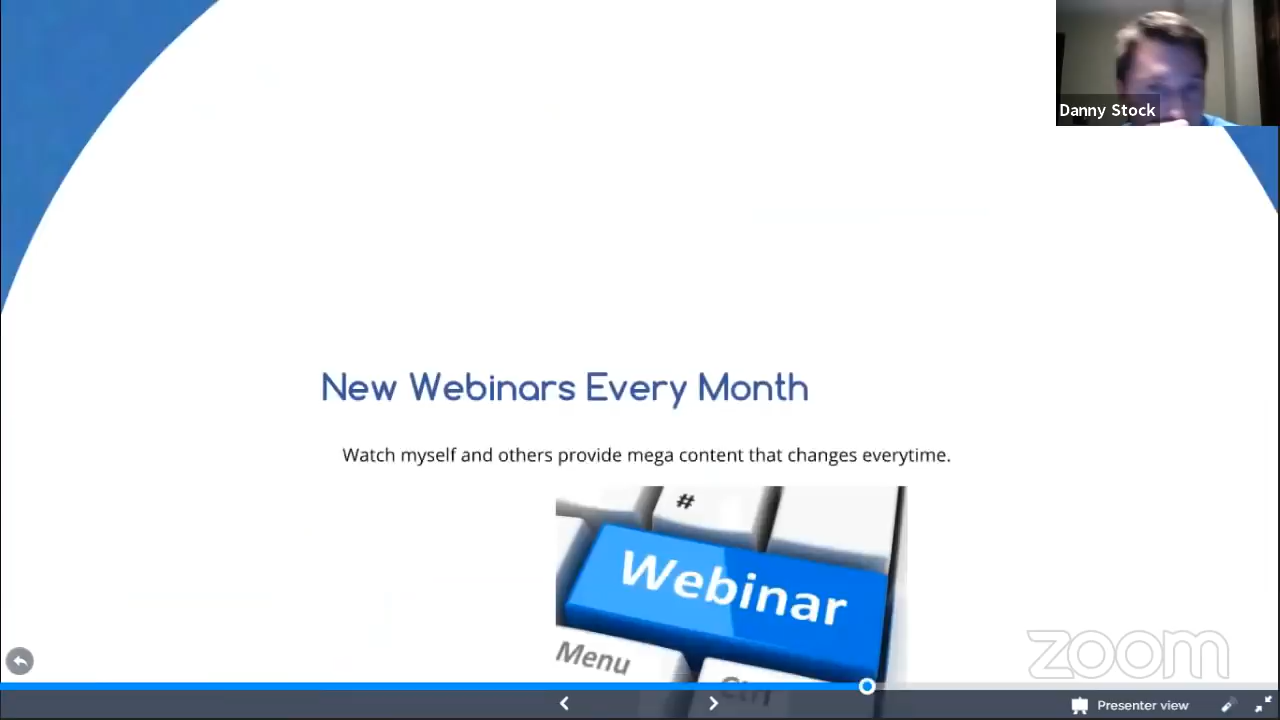 Danny Stock
New Webinars Every Month
Watch myself and others provide mega content that changes everytime.
#
Webinar
Menu
Ctrl
zoom
Presenter view